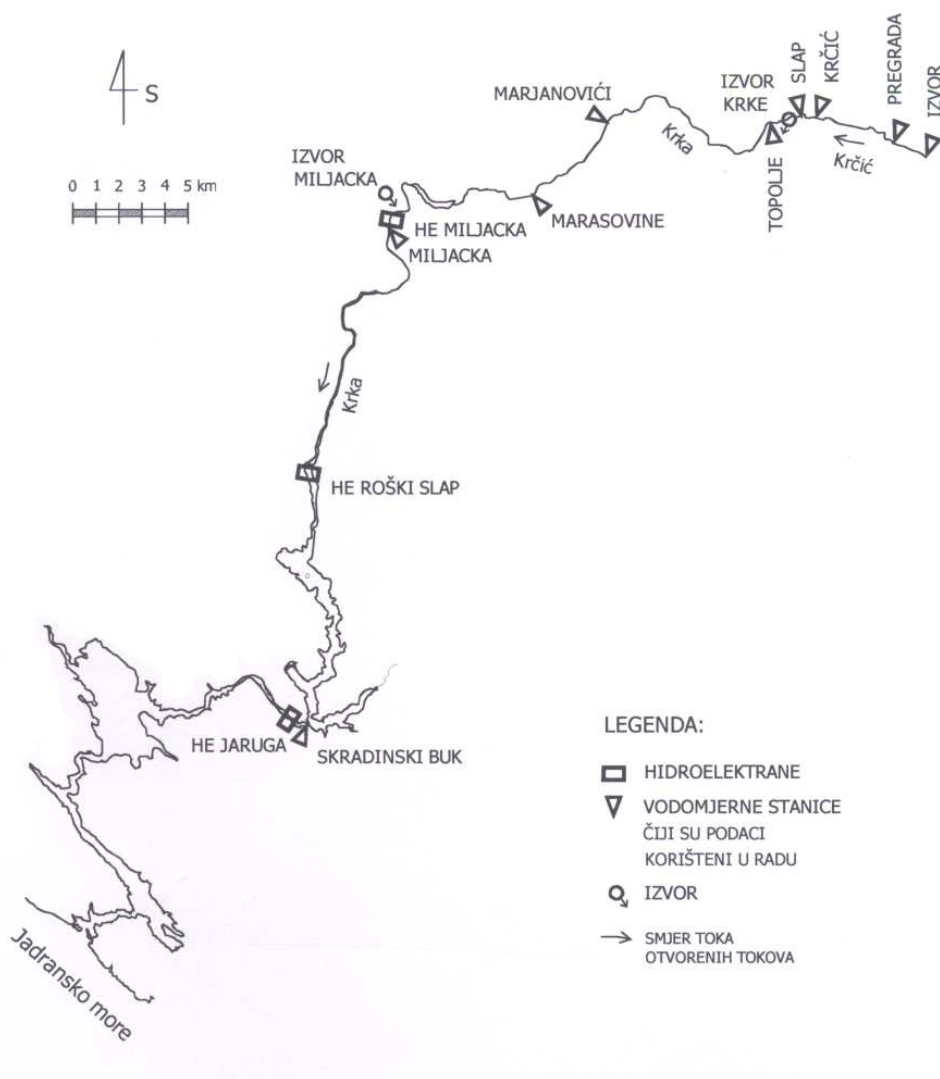 S
0 1 2 3 4 5 km
MARJANOVIĆI
IZVOR
KRKE
SLAP
KRČIĆ
PREGRADA
IZVOR
Krka
TOPOLJE
Krčić
IZVOR
MILJACKA
HE MILJACKA
MILJACKA
MARASOVINE
Krka
HE ROŠKI SLAP
HE JARUGA
SKRADINSKI BUK
Jadransko more
LEGENDA:
HIDROELEKTRANE
VODOMJERNE STANICE
ČIJI SU PODACI
KORIŠTENI U RADU
IZVOR
SMJER TOKA
OTVORENIH TOKOVA